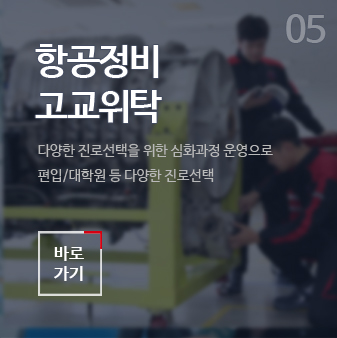 05
항공정비
고교위탁
다양한 진로선택을 위한 심화과정 운영으로
편입/대학원 등 다양한 진로선택
바로
가기